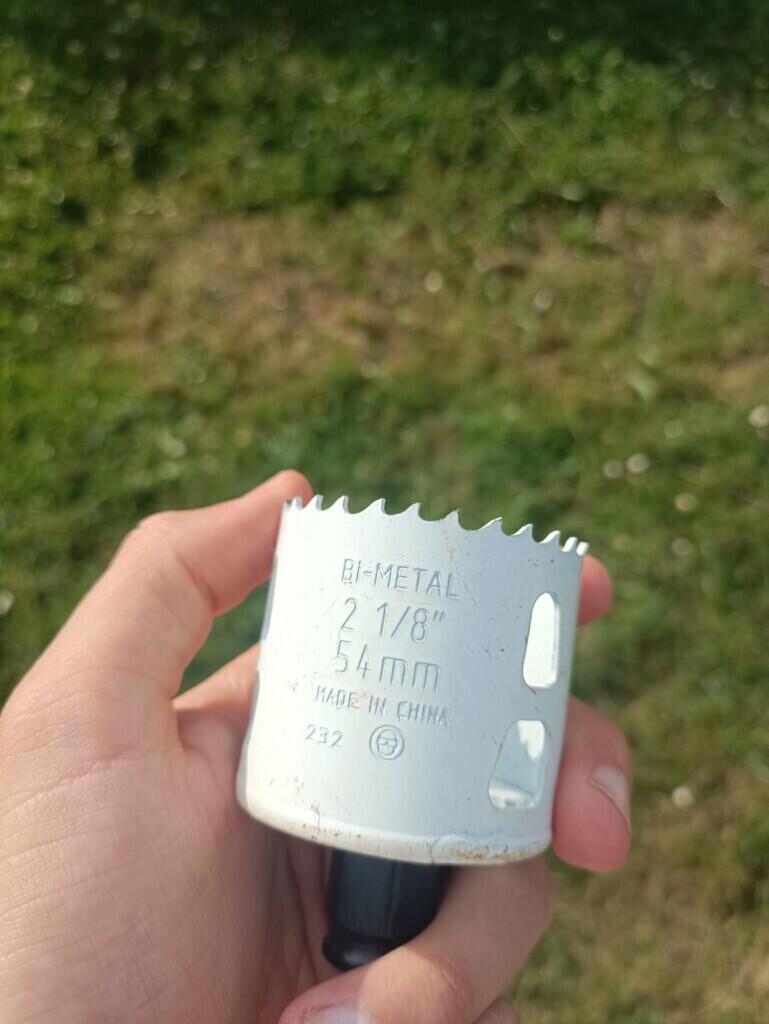 BI-METAL
2 1/8"
54mm
MADE IN CHINA
232